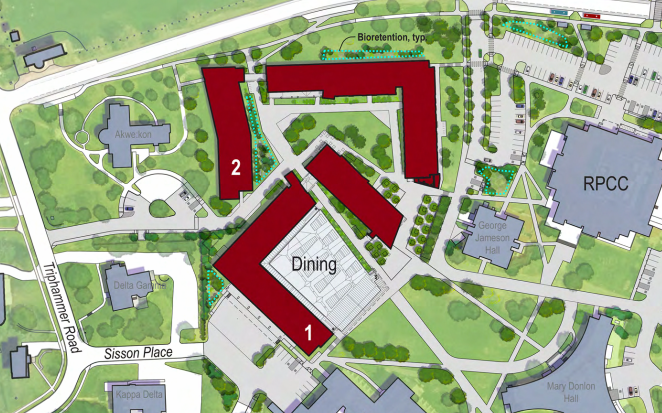 Bioretention, typ.
Akwe:kon
2
RPCC
George
Jameson
Hall
Dining
Triphammer Road
Delta Gamma
1
Sisson Place
Kappa Delta
Mary Donlon
Hall